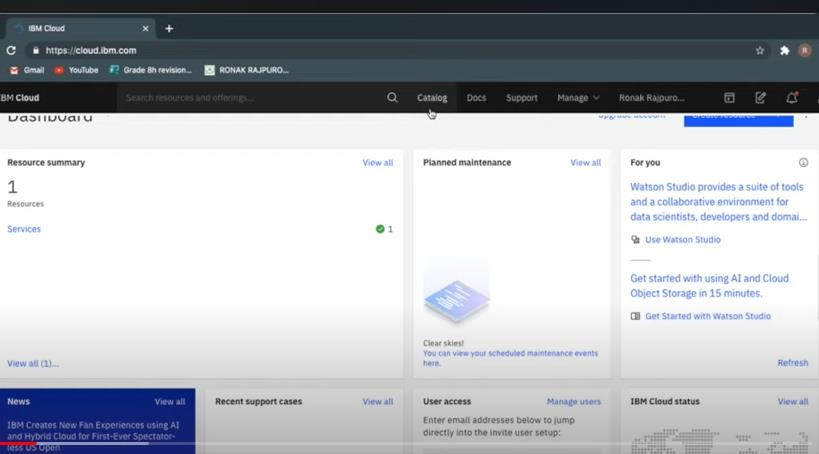 IBM Cloud
https://cloud.ibm.com
Gmail YouTube Grade 8h revision... RONAK RAJPURO...
IBM Cloud Search resources and offerings... Catalog Docs Support Manage Ronak Rajpuro...
Dashboard Upgrade account Create resource
Resource summary View all
1
Resources
Services 1
View all (1)...
Planned maintenance View all
Clear skies!
You can view your scheduled maintenance events
here.
For you
Watson Studio provides a suite of tools
and a collaborative environment for
data scientists, developers and domai...
Use Watson Studio
Get started with using AI and Cloud
Object Storage in 15 minutes.
Get Started with Watson Studio
Refresh
News View all
IBM Creates New Fan Experiences using AI
and Hybrid Cloud for First-Ever Spectator-
less US Open
Recent support cases View all
User access Manage users
Enter email addresses below to jump
directly into the invite user setup:
IBM Cloud status View all